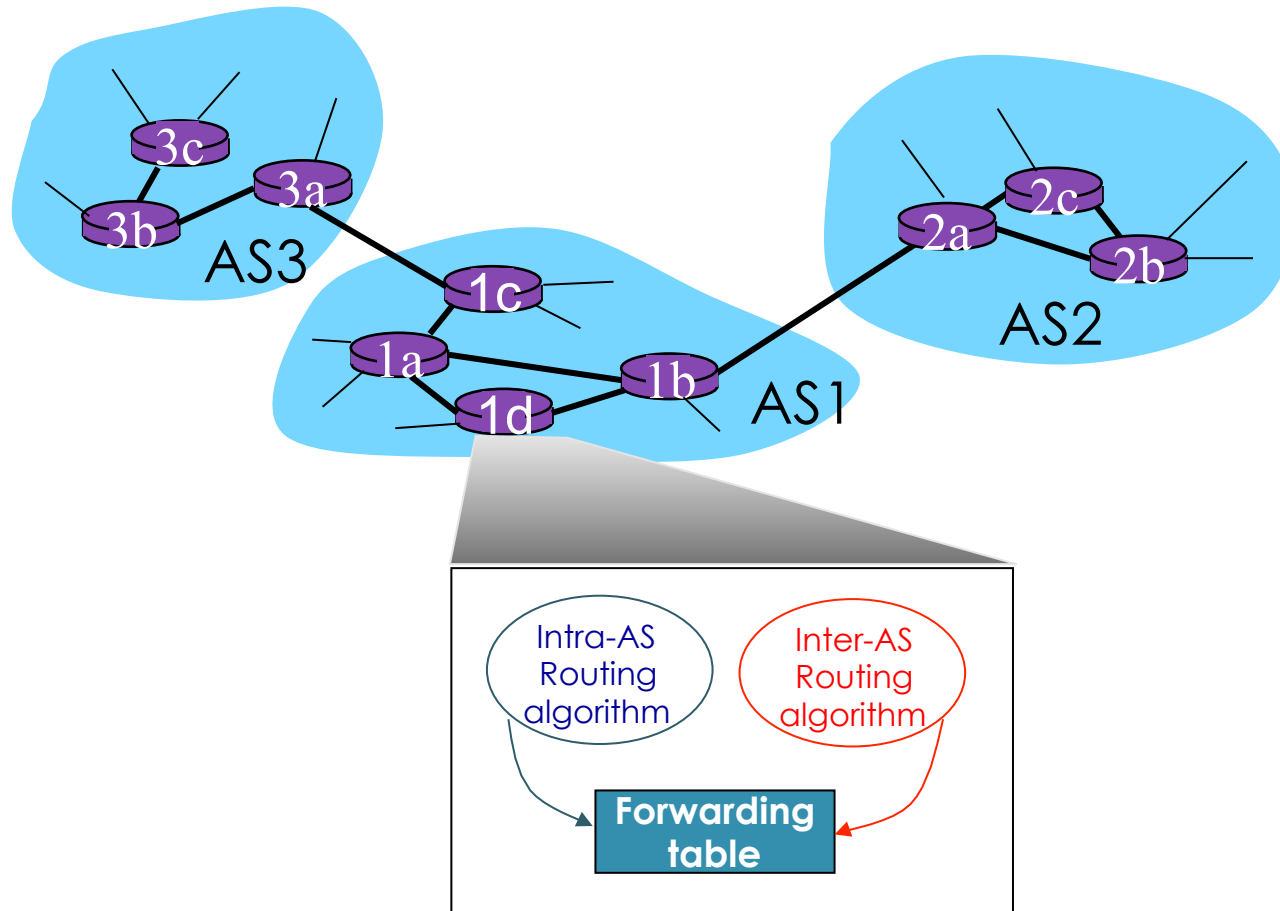 3c
3a
3b
AS3
2c
2a
2b
AS2
1c
1a
1b
1d
AS1
Intra-AS
Routing
algorithm
Inter-AS
Routing
algorithm
Forwarding
table